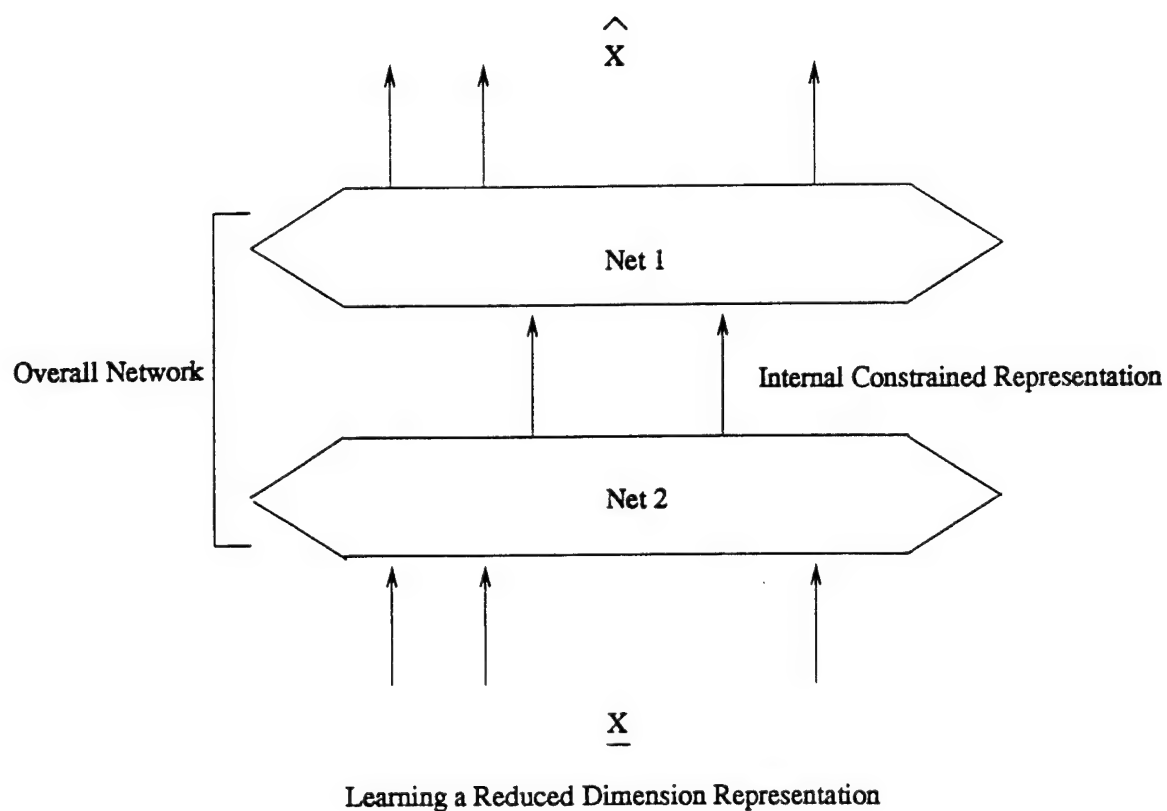 x̂
Net 1
Overall Network
Internal Constrained Representation
Net 2
x̲
Learning a Reduced Dimension Representation